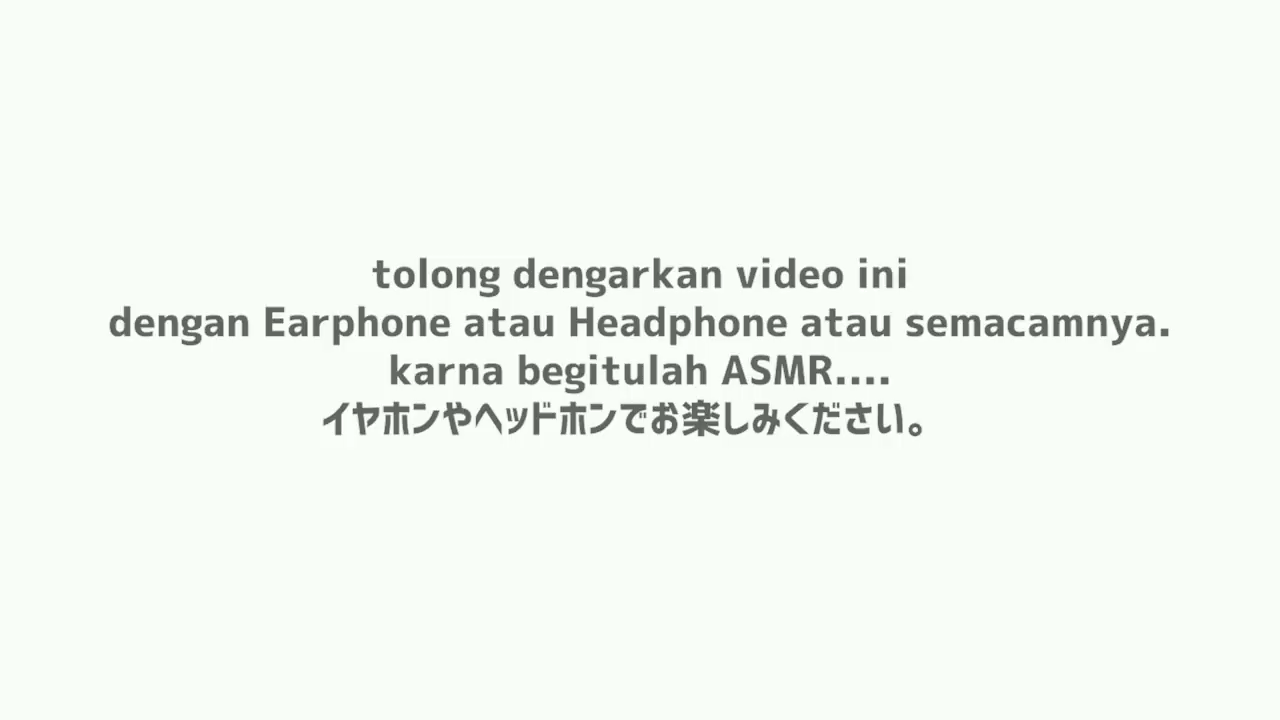 tolong dengarkan video ini
dengan Earphone atau Headphone atau semacamnya.
karna begitulah ASMR....
イヤホンやヘッドホンでお楽しみください。